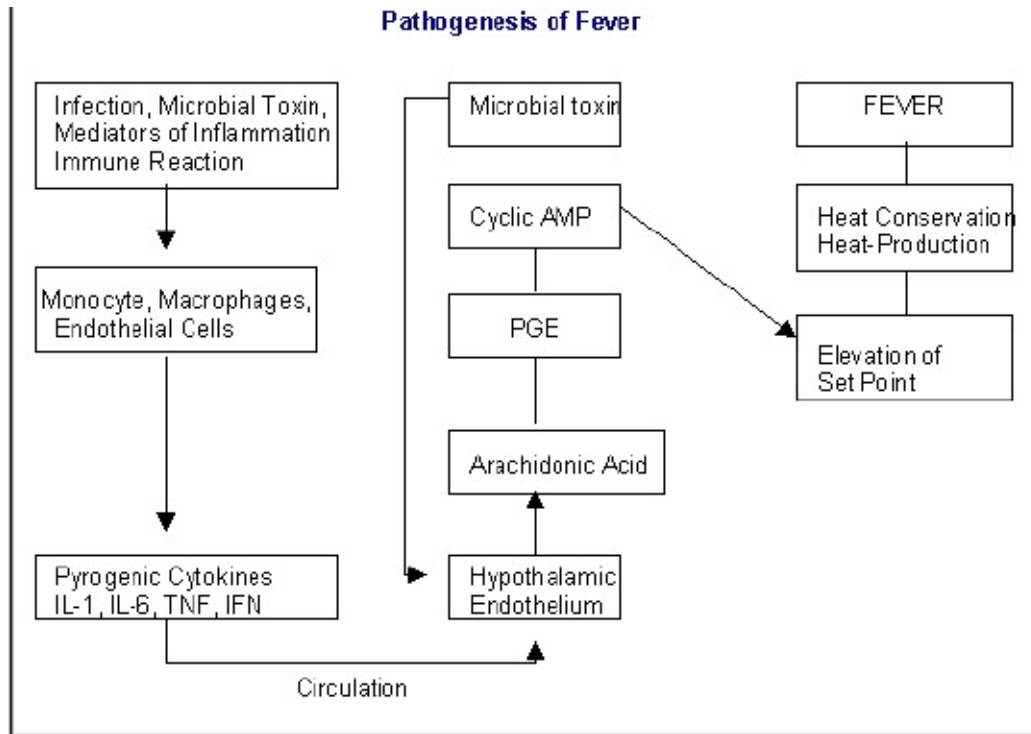 Pathogenesis of Fever
Infection, Microbial Toxin,
Mediators of Inflammation
Immune Reaction
Monocyte, Macrophages,
Endothelial Cells
Pyrogenic Cytokines
IL-1, IL-6, TNF, IFN
Circulation
Microbial toxin
Cyclic AMP
PGE
Arachidonic Acid
Hypothalamic
Endothelium
FEVER
Heat Conservation
Heat-Production
Elevation of
Set Point